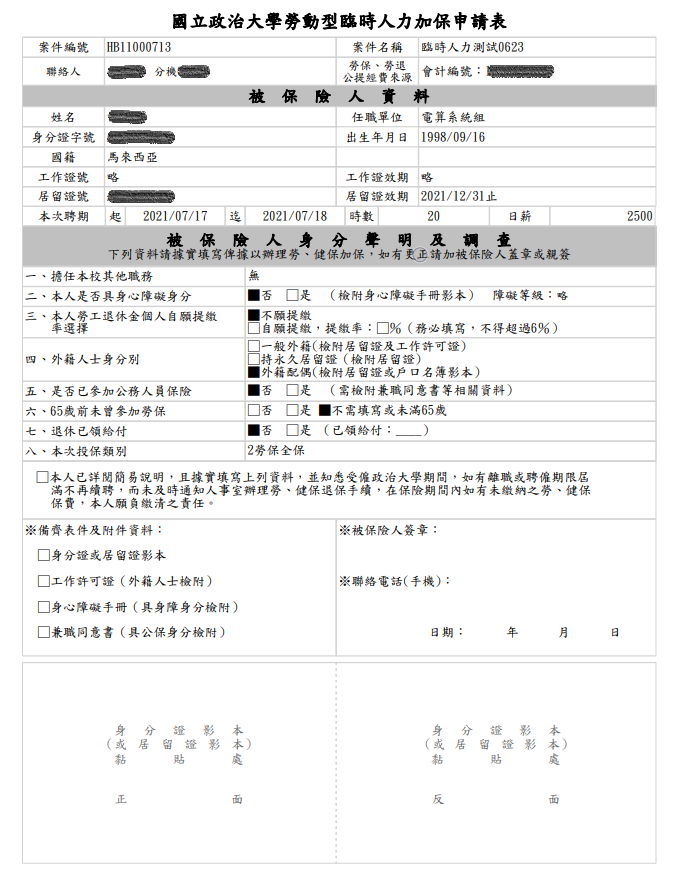 國立政治大學勞動型臨時人力加保申請表
案件編號 HB11000713 案件名稱 臨時人力測試0623
聯絡人 分機 勞保、勞退公提經費來源 會計編號：
被保險人資料
姓名 任職單位 電算系統組
身分證字號 出生年月日 1998/09/16
國籍 馬來西亞
工作證號 略 工作證效期 略
居留證號 居留證效期 2021/12/31止
本次聘期 起 2021/07/17 迄 2021/07/18 時數 20 日薪 2500
被保險人身分聲明及調查
下列資料請據實填寫俾據以辦理勞、健保加保，如有更正請加被保險人蓋章或親簽
一、擔任本校其他職務 無
二、本人是否具身心障礙身分 ■否 □是 （檢附身心障礙手冊影本） 障礙等級：略
三、本人勞工退休金個人自願提繳率選擇 ■不願提繳
□自願提繳，提繳率：□%（務必填寫，不得超過6%）
四、外籍人士身分別 □一般外籍(檢附居留證及工作許可證)
□持永久居留證（檢附居留證）
■外籍配偶(檢附居留證或戶口名簿影本)
五、是否已參加公務人員保險 ■否 □是 （需檢附兼職同意書等相關資料）
六、65歲前未曾參加勞保 □否 □是 ■不需填寫或未滿65歲
七、退休已領給付 ■否 □是 （已領給付：____）
八、本次投保類別 2勞保全保
□本人已詳閱簡易說明，且據實填寫上列資料，並知悉受僱政治大學期間，如有離職或聘僱期限屆
滿不再續聘，而未及時通知人事室辦理勞、健保退保手續，在保險期間內如有未繳納之勞、健保
保費，本人願負繳清之責任。
※備齊表件及附件資料： ※被保險人簽章：
□身分證或居留證影本
□工作許可證（外籍人士檢附） ※聯絡電話(手機)：
□身心障礙手冊（具身障身分檢附）
□兼職同意書（具公保身分檢附） 日期： 年 月 日
身分證影本 身分證影本
（或居留證影本） （或居留證影本）
黏貼處 黏貼處
正面 反面